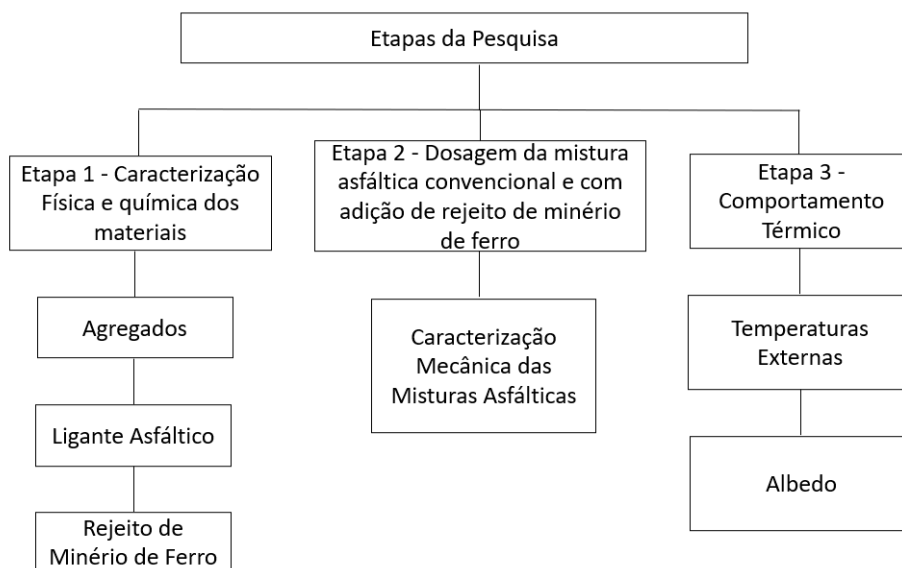 Etapas da Pesquisa
Etapa 1 - Caracterização
Física e química dos
materiais
Agregados
Ligante Asfáltico
Rejeito de
Minério de Ferro
Etapa 2 - Dosagem da mistura
asfáltica convencional e com
adição de rejeito de minério
de ferro
Caracterização
Mecânica das
Misturas Asfálticas
Etapa 3 -
Comportamento
Térmico
Temperaturas
Externas
Albedo